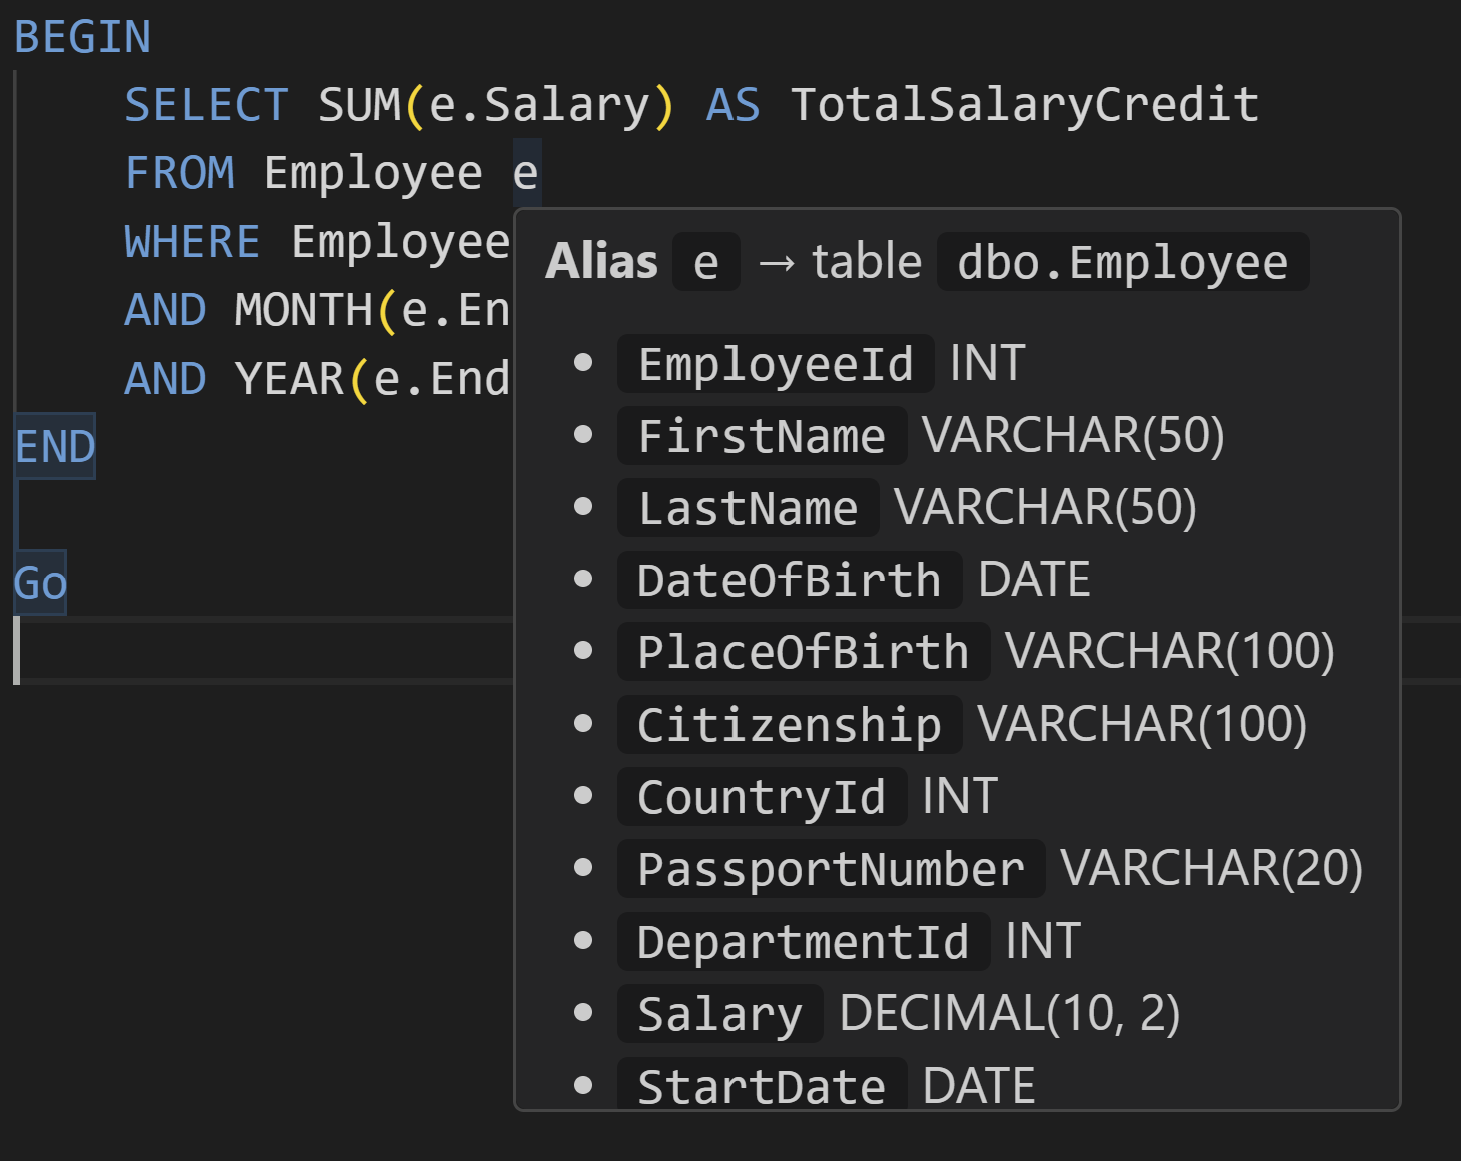 BEGIN
SELECT SUM(e.Salary) AS TotalSalaryCredit
FROM Employee e
WHERE Employee
AND MONTH(e.En
AND YEAR(e.End
END
Go
Alias e → table dbo.Employee
• EmployeeId INT
• FirstName VARCHAR(50)
• LastName VARCHAR(50)
• DateOfBirth DATE
• PlaceOfBirth VARCHAR(100)
• Citizenship VARCHAR(100)
• CountryId INT
• PassportNumber VARCHAR(20)
• DepartmentId INT
• Salary DECIMAL(10, 2)
• StartDate DATE